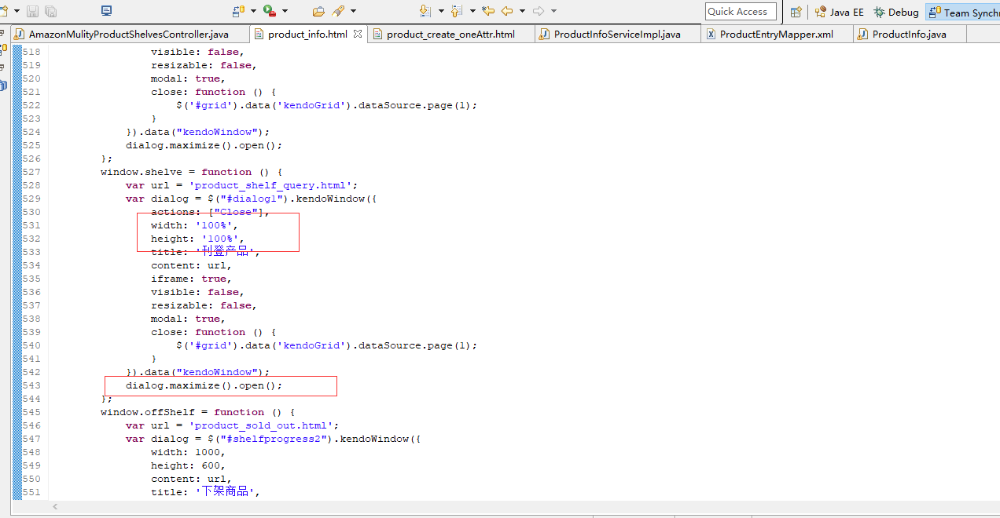 Quick Access
Java EE
Debug
Team Synchr
AmazonMulityProductShelvesController.java
product_info.html
product_create_oneAttr.html
ProductInfoServiceImpl.java
ProductEntryMapper.xml
ProductInfo.java
518 visible: false,
519 resizable: false,
520 modal: true,
521 close: function () {
522 $('#grid').data('kendoGrid').dataSource.page(1);
523 }
524 }).data("kendoWindow");
525 dialog.maximize().open();
526 };
527 window.shelve = function () {
528 var url = 'product_shelf_query.html';
529 var dialog = $("#dialog1").kendoWindow({
530 actions: ["Close"],
531 width: '100%',
532 height: '100%',
533 title: '刊登产品',
534 content: url,
535 iframe: true,
536 visible: false,
537 resizable: false,
538 modal: true,
539 close: function () {
540 $('#grid').data('kendoGrid').dataSource.page(1);
541 }
542 }).data("kendoWindow");
543 dialog.maximize().open();
544 };
545 window.offShelf = function () {
546 var url = 'product_sold_out.html';
547 var dialog = $("#shelfprogress2").kendoWindow({
548 width: 1000,
549 height: 600,
550 content: url,
551 title: '下架商品',